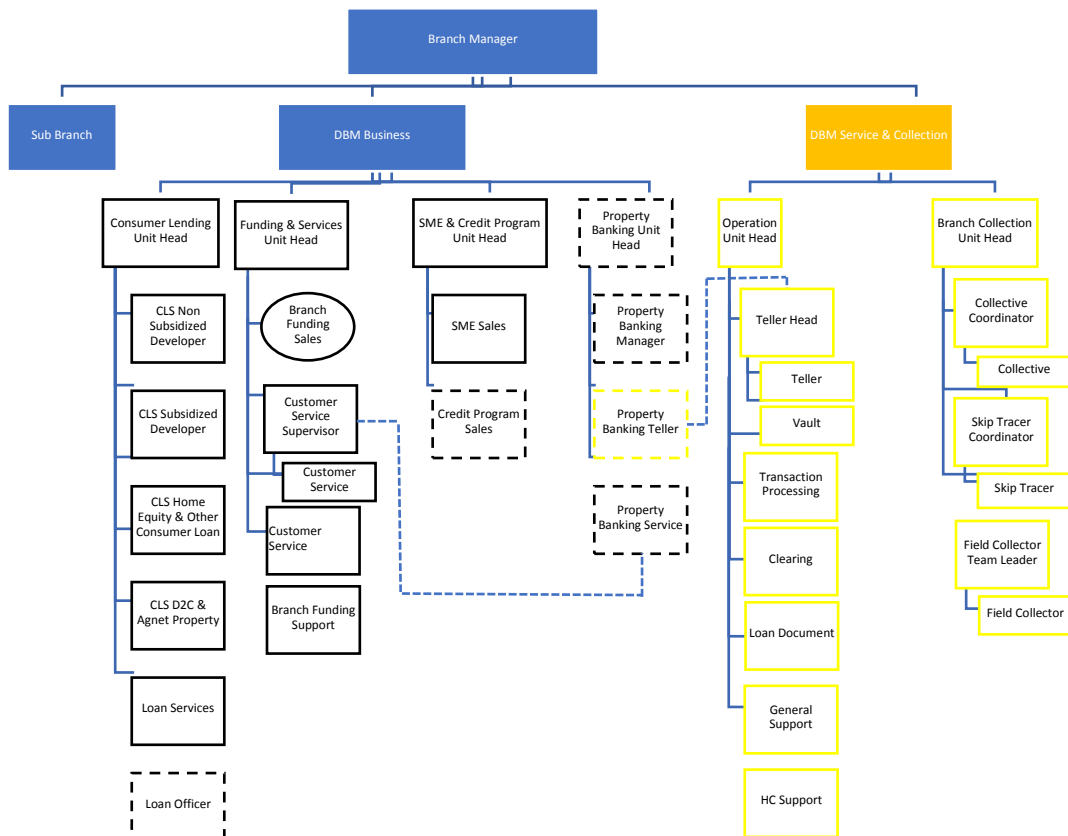 Branch Manager
Sub Branch
DBM Business
DBM Service & Collection
Consumer Lending
Unit Head
Funding & Services
Unit Head
SME & Credit Program
Unit Head
Property
Banking Unit
Head
Operation
Unit Head
Branch Collection
Unit Head
CLS Non
Subsidized
Developer
CLS Subsidized
Developer
CLS Home
Equity & Other
Consumer Loan
CLS D2C &
Agnet Property
Loan Services
Loan Officer
Branch
Funding
Sales
Customer
Service
Supervisor
Customer
Service
Customer
Service
Branch Funding
Support
SME Sales
Credit Program
Sales
Property
Banking
Manager
Property
Banking Teller
Property
Banking Service
Teller Head
Teller
Vault
Transaction
Processing
Clearing
Loan Document
General
Support
HC Support
Collective
Coordinator
Collective
Skip Tracer
Coordinator
Skip Tracer
Field Collector
Team Leader
Field Collector